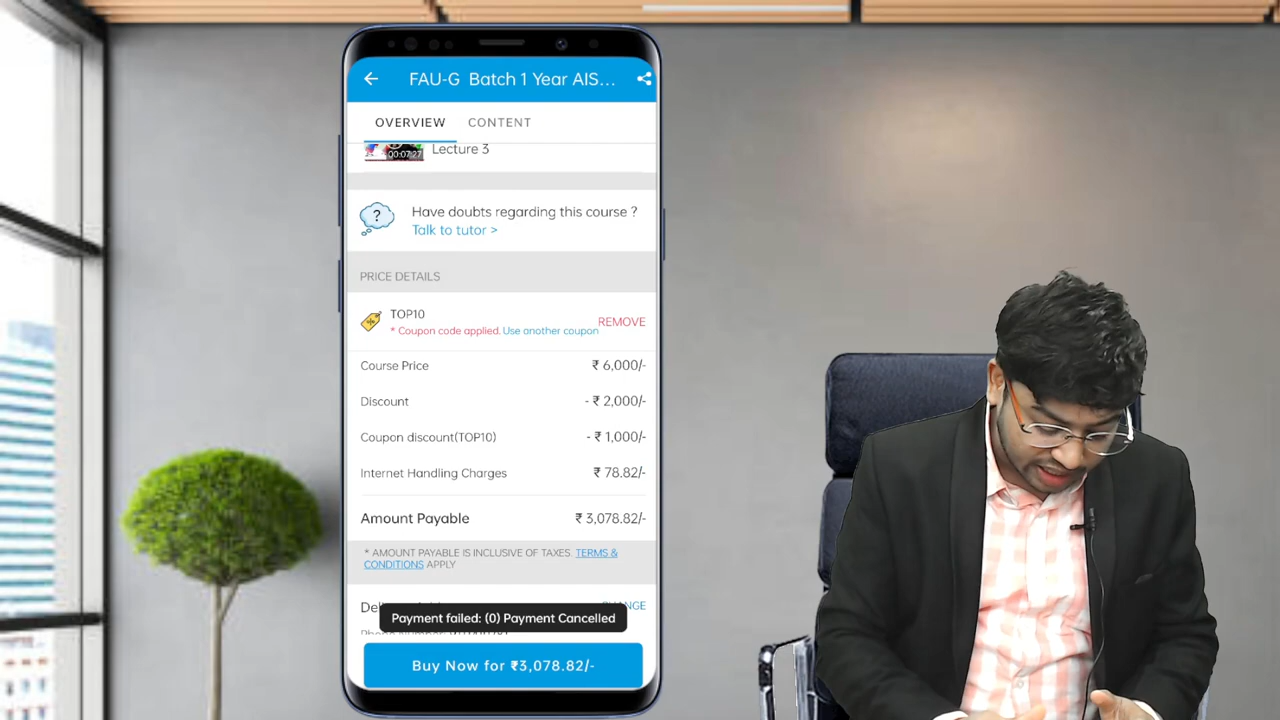 FAU-G Batch 1 Year AIS...
OVERVIEW CONTENT
00:07:27 Lecture 3
Have doubts regarding this course ?
Talk to tutor >
PRICE DETAILS
TOP10
* Coupon code applied. Use another coupon REMOVE
Course Price ₹ 6,000/-
Discount - ₹ 2,000/-
Coupon discount(TOP10) - ₹ 1,000/-
Internet Handling Charges ₹ 78.82/-
Amount Payable ₹ 3,078.82/-
* AMOUNT PAYABLE IS INCLUSIVE OF TAXES. TERMS &
CONDITIONS APPLY
Payment failed: (0) Payment Cancelled
Buy Now for ₹3,078.82/-